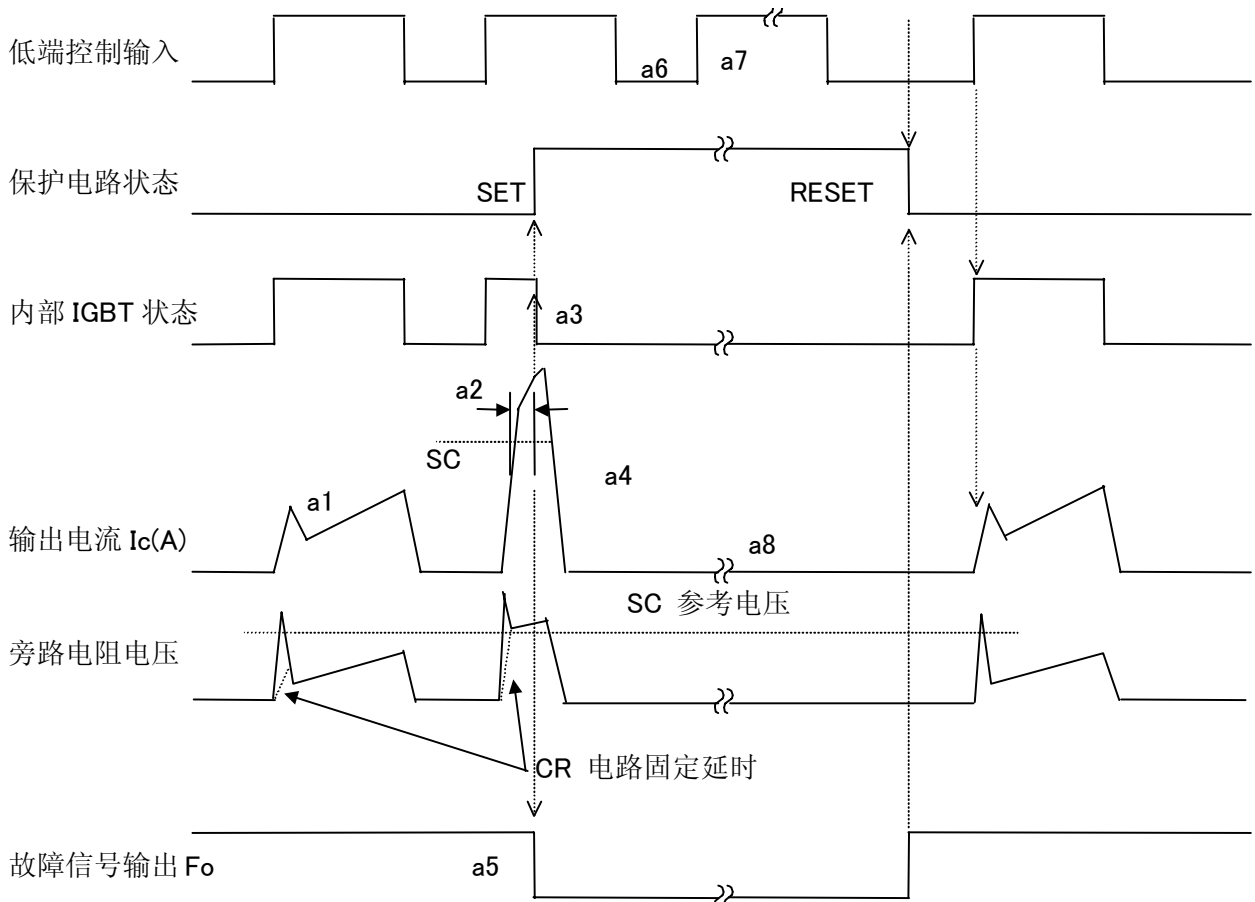 低端控制输入
a6
a7
保护电路状态
SET
RESET
内部 IGBT 状态
a3
a2
SC
a4
a1
输出电流 Ic(A)
a8
SC 参考电压
旁路电阻电压
CR 电路固定延时
故障信号输出 Fo
a5